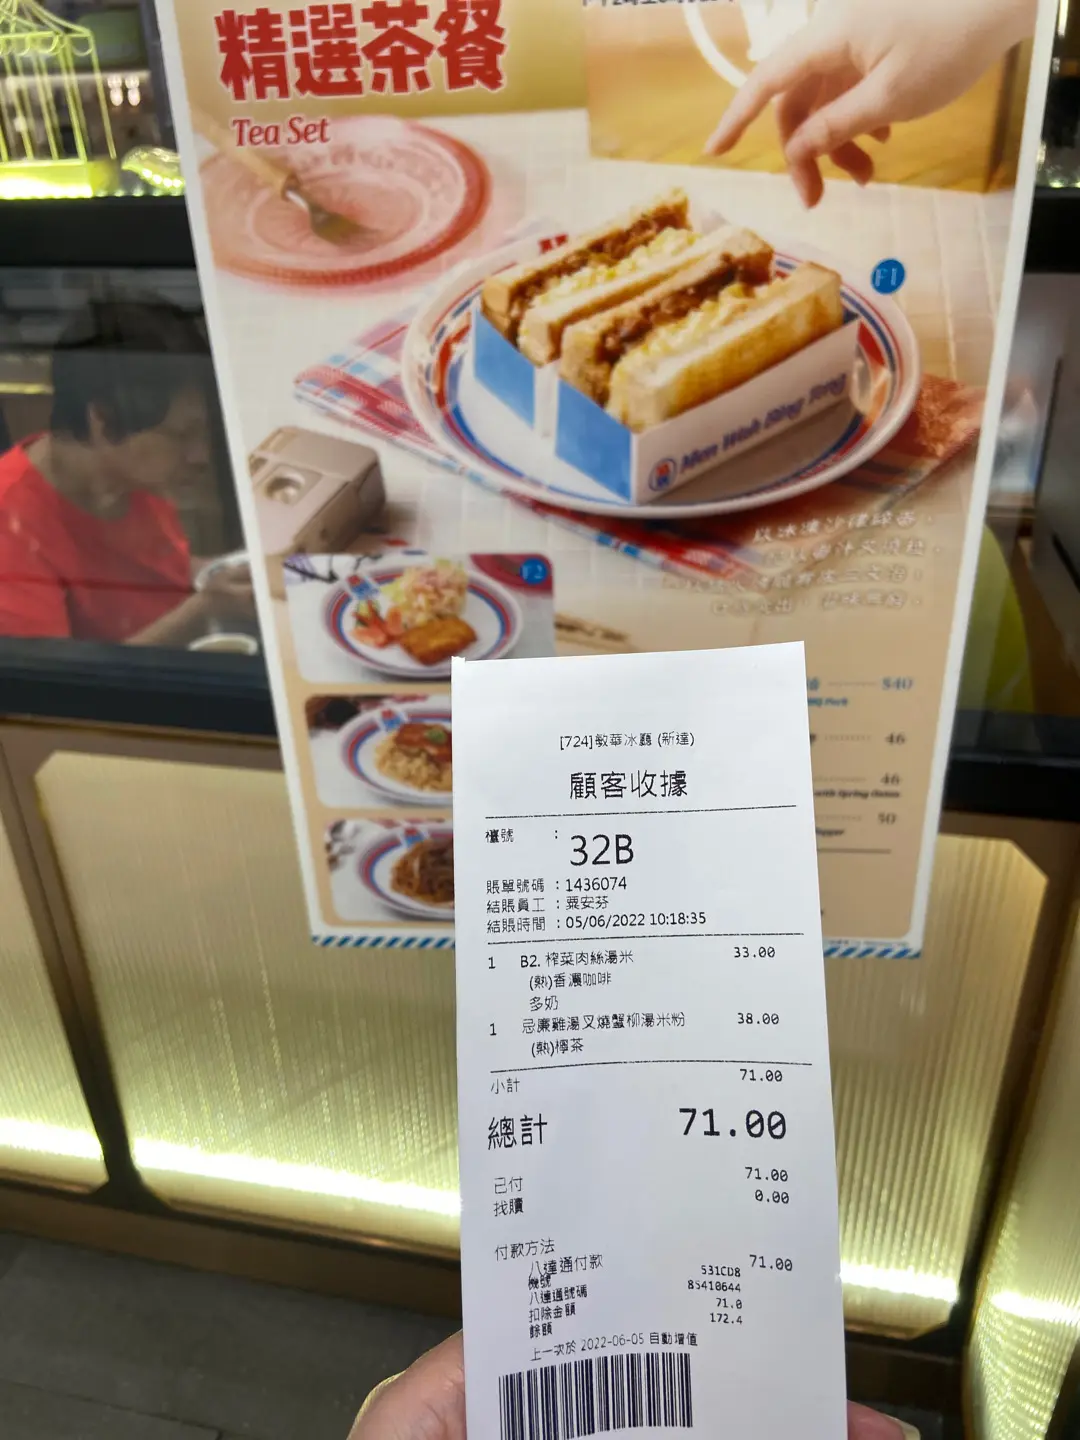 精選茶餐
Tea Set
F1
Man Wah Bing Teng
F2
$40
46
46
with Spring Onion
50
[724]敏華冰廳 (新達)
顧客收據
檯號 : 32B
賬單號碼 : 1436074
結賬員工 : 粟安芬
結賬時間 : 05/06/2022 10:18:35
1 B2. 榨菜肉絲湯米 33.00
(熱)香濃咖啡
多奶
1 忌廉雞湯叉燒蟹柳湯米粉 38.00
(熱)檸茶
小計 71.00
總計 71.00
已付 71.00
找贖 0.00
付款方法
八達通付款 71.00
機號 531CD8
八達通號碼 85410644
扣除金額 71.0
餘額 172.4
上一次於 2022-06-05 自動增值